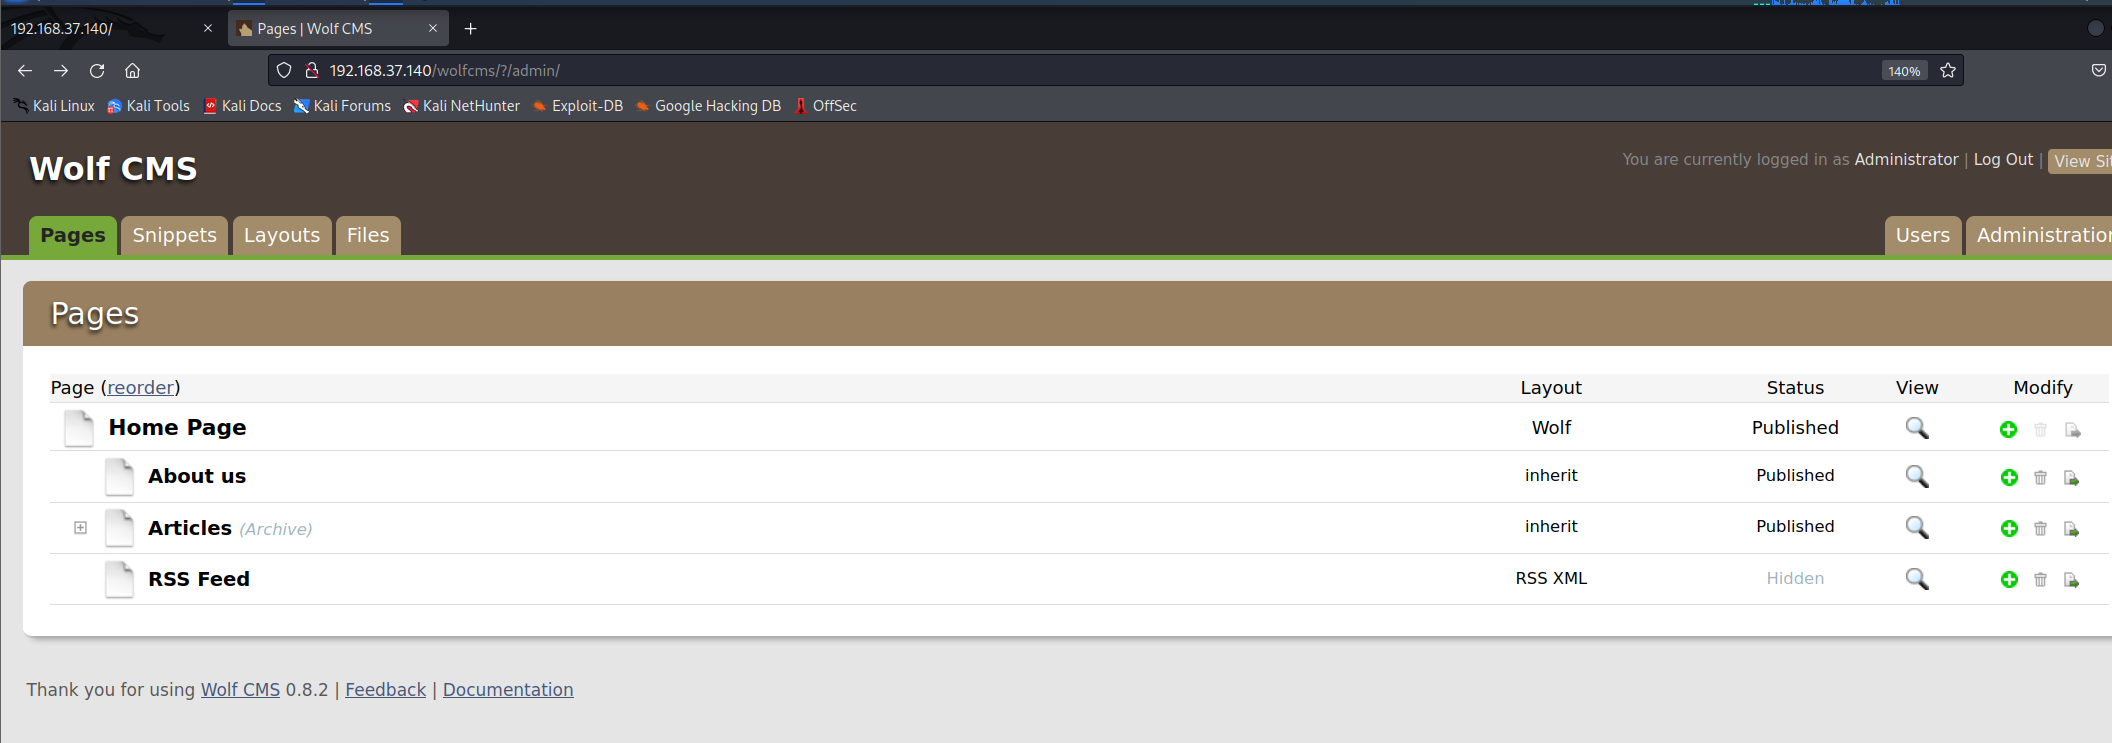 192.168.37.140/
Pages | Wolf CMS
192.168.37.140/wolfcms/?/admin/
140%
Kali Linux Kali Tools Kali Docs Kali Forums Kali NetHunter Exploit-DB Google Hacking DB OffSec
Wolf CMS
You are currently logged in as Administrator | Log Out | View Sit
Pages Snippets Layouts Files Users Administration
Pages
Page (reorder) Layout Status View Modify
Home Page Wolf Published
About us inherit Published
Articles (Archive) inherit Published
RSS Feed RSS XML Hidden
Thank you for using Wolf CMS 0.8.2 | Feedback | Documentation